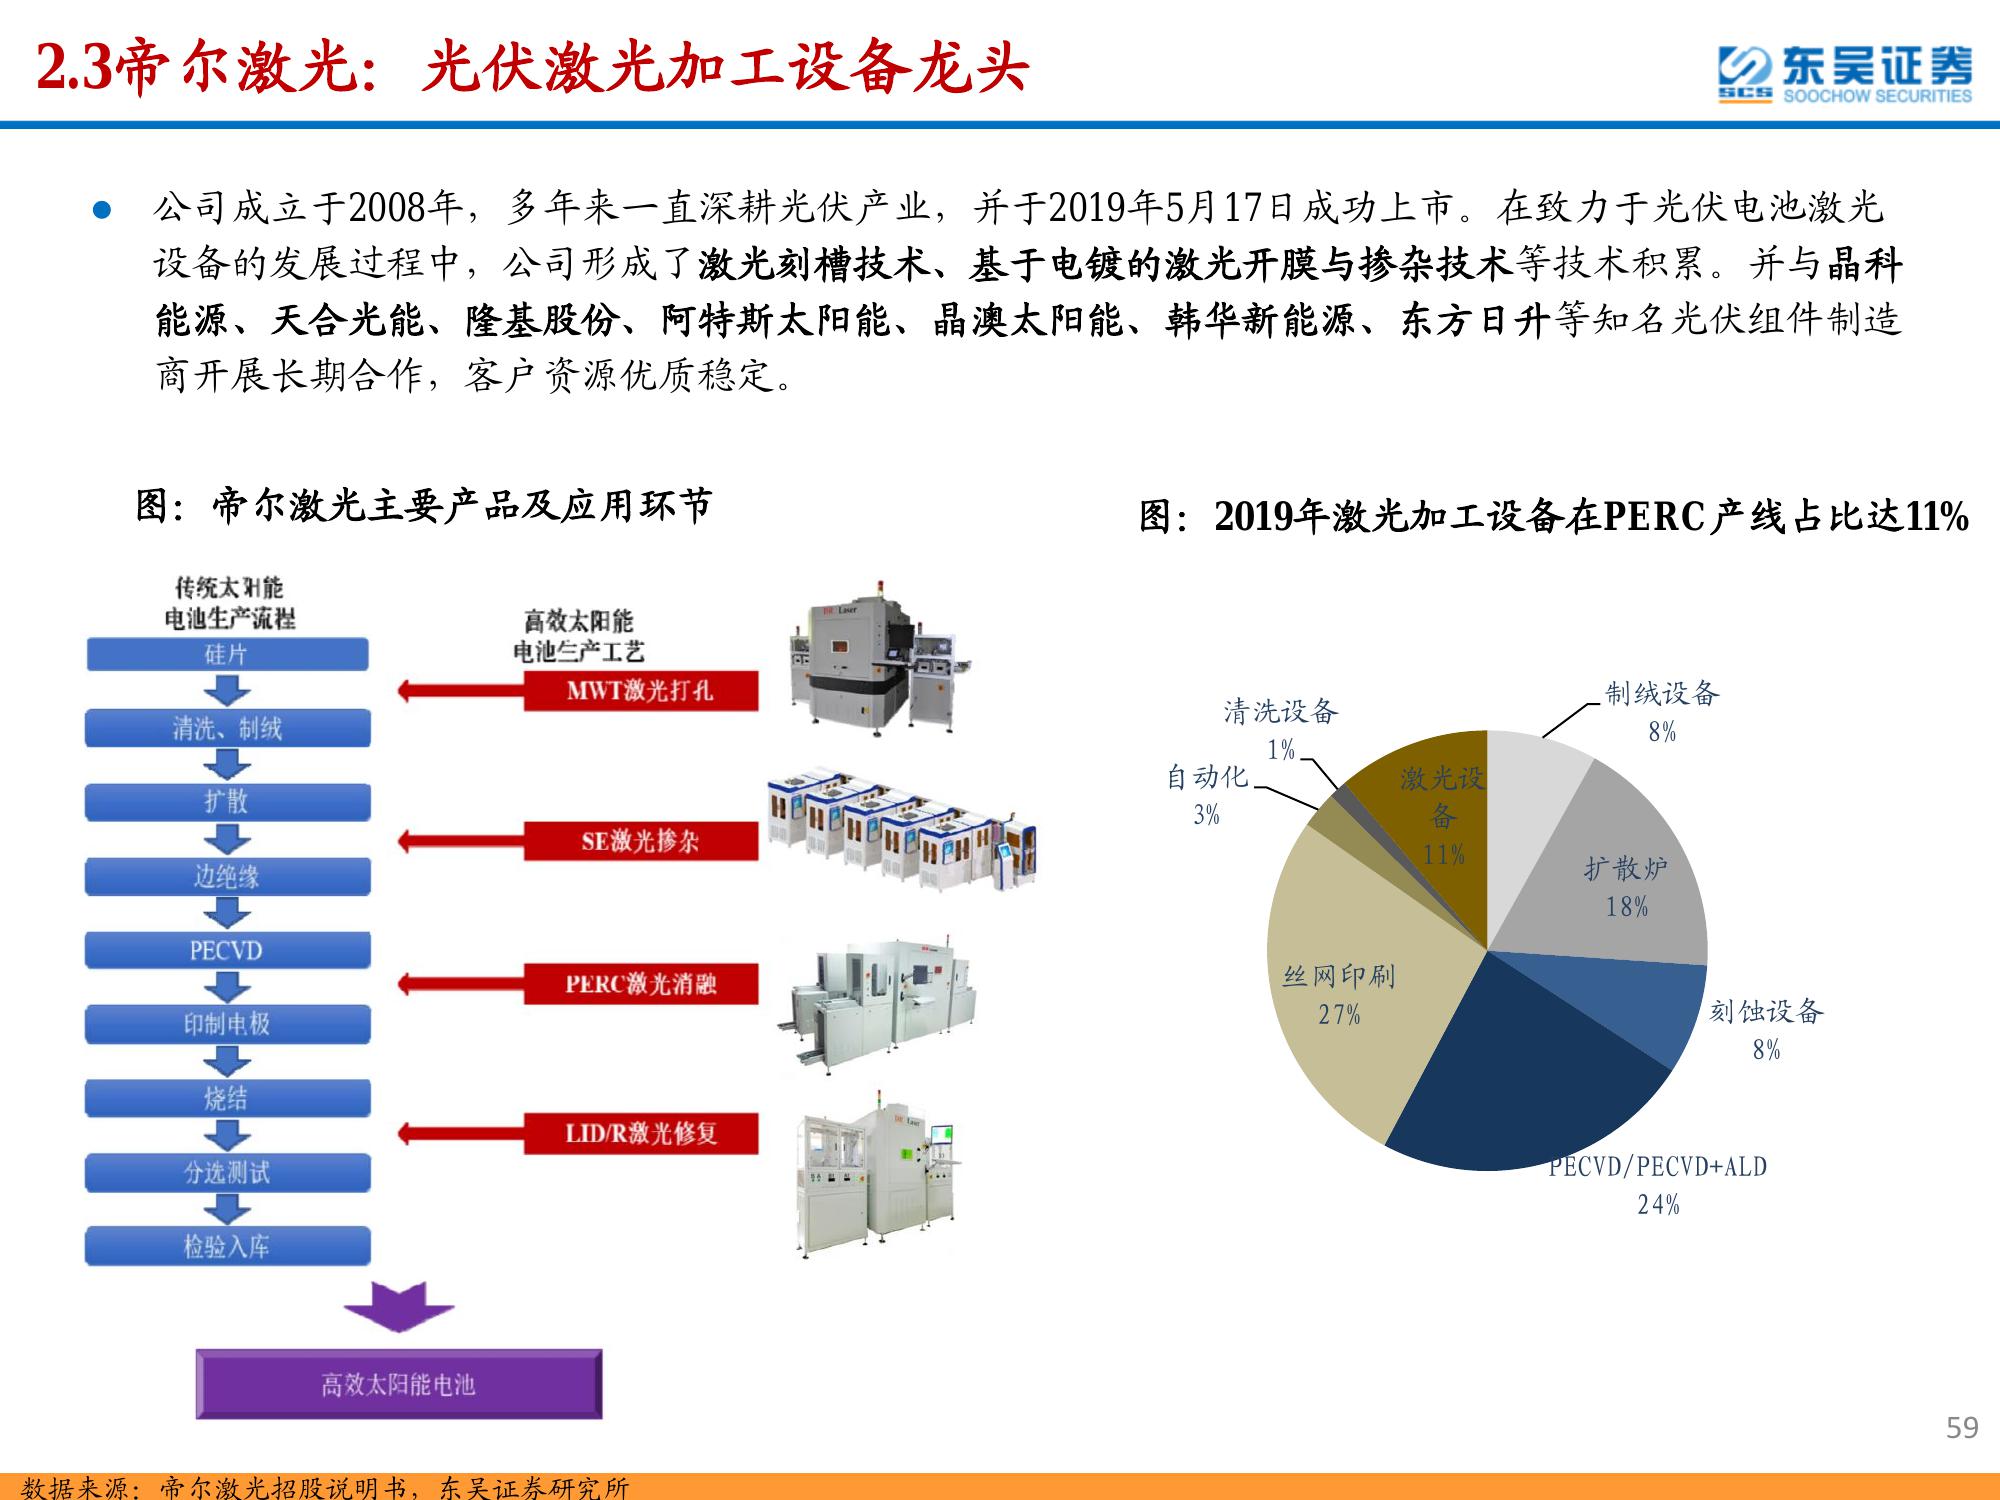 2.3帝尔激光：光伏激光加工设备龙头
东吴证券
SCS SOOCHOW SECURITIES
● 公司成立于2008年，多年来一直深耕光伏产业，并于2019年5月17日成功上市。在致力于光伏电池激光
设备的发展过程中，公司形成了激光刻槽技术、基于电镀的激光开膜与掺杂技术等技术积累。并与晶科
能源、天合光能、隆基股份、阿特斯太阳能、晶澳太阳能、韩华新能源、东方日升等知名光伏组件制造
商开展长期合作，客户资源优质稳定。
图：帝尔激光主要产品及应用环节
传统太阳能
电池生产流程
硅片
清洗、制绒
扩散
边绝缘
PECVD
印制电极
烧结
分选测试
检验入库
高效太阳能电池
高效太阳能
电池生产工艺
MWT激光打孔
SE激光掺杂
PERC激光消融
LID/R激光修复
DR Laser
DR Laser
图：2019年激光加工设备在PERC产线占比达11%
制绒设备
8%
扩散炉
18%
刻蚀设备
8%
PECVD/PECVD+ALD
24%
丝网印刷
27%
自动化
3%
清洗设备
1%
激光设
备
11%
59
数据来源：帝尔激光招股说明书，东吴证券研究所